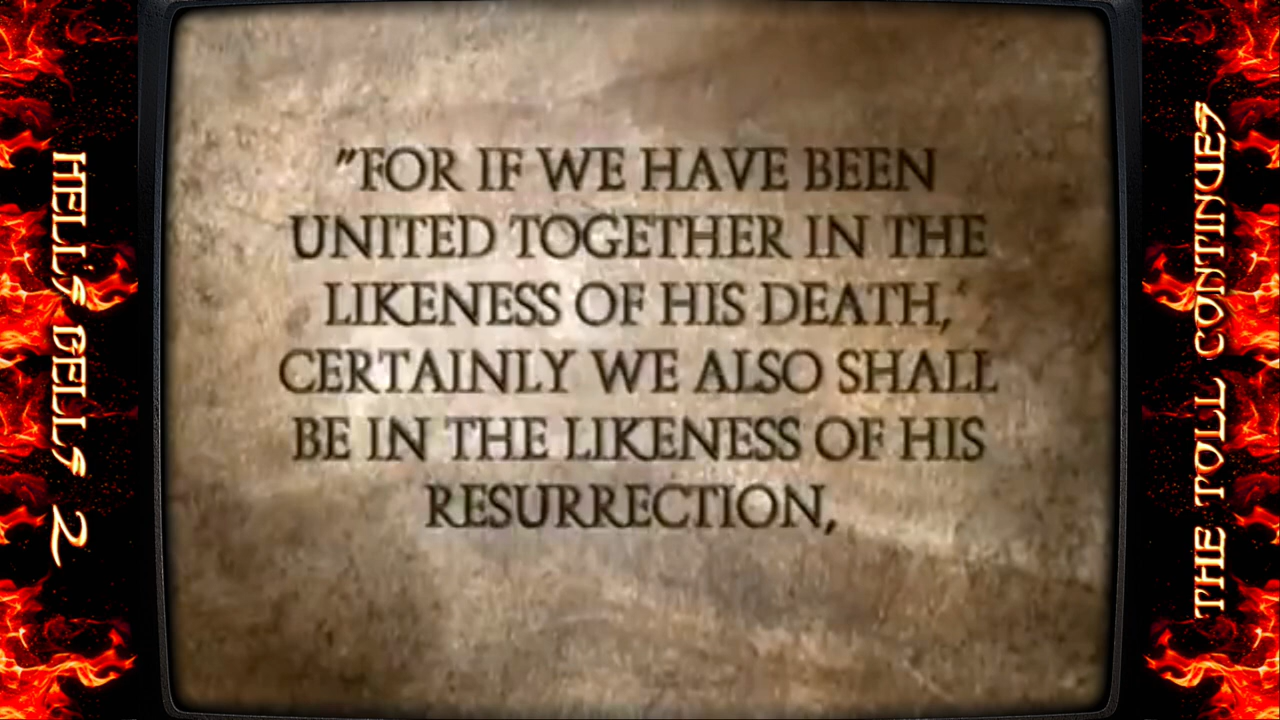 HELL'S BELLS 2
"FOR IF WE HAVE BEEN
UNITED TOGETHER IN THE
LIKENESS OF HIS DEATH,
CERTAINLY WE ALSO SHALL
BE IN THE LIKENESS OF HIS
RESURRECTION,
THE TOLL CONTINUES